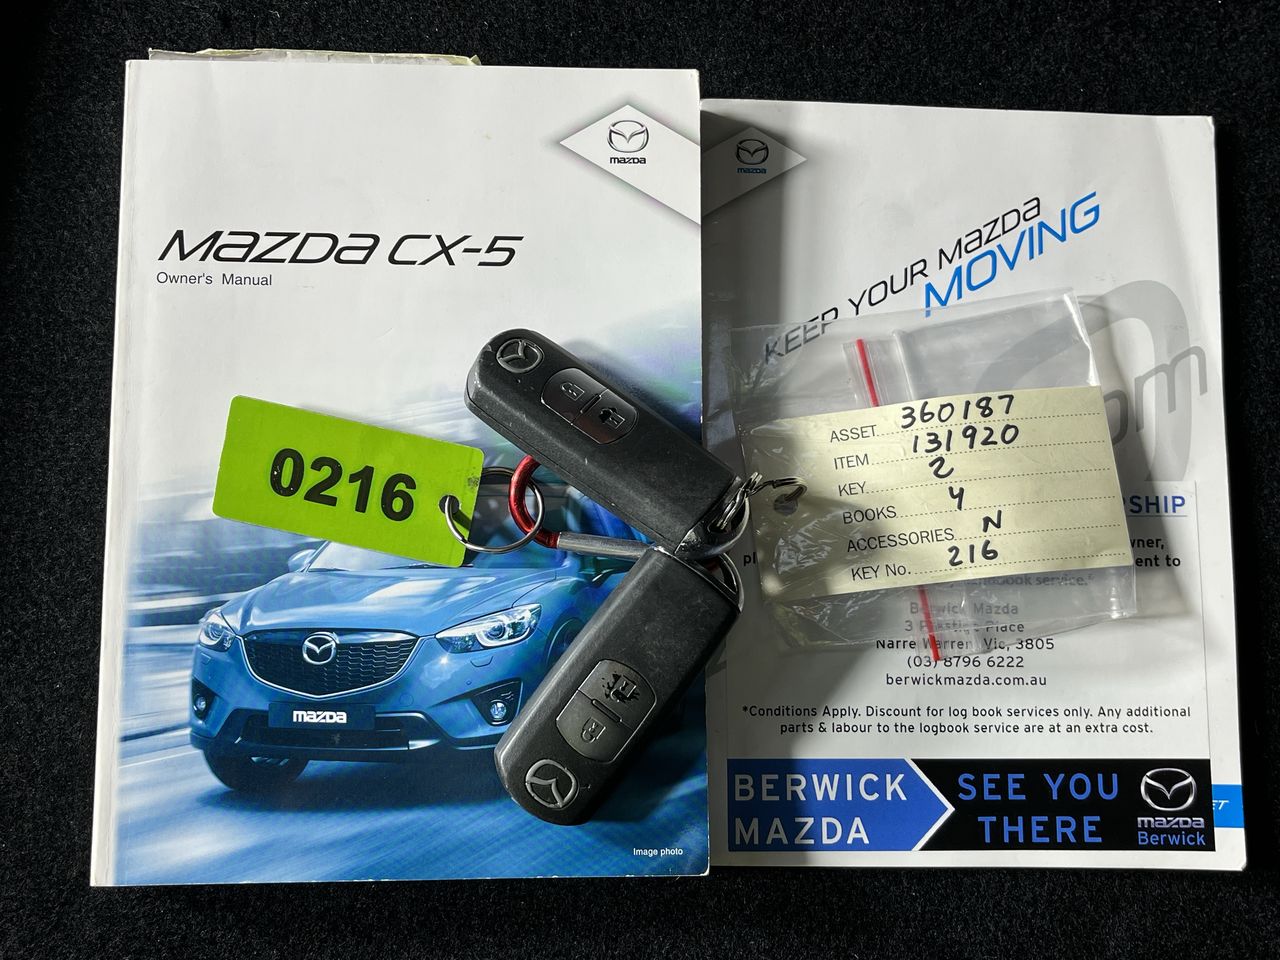 mazda
MAZDA CX-5
Owner's Manual
0216
mazda
Image photo
mazda
KEEP YOUR MAZDA
MOVING
ASSET 360187
ITEM 131920
KEY 2
BOOKS 4
ACCESSORIES N
KEY No. 216
SHIP
Berwick Mazda
Place
Narre Warren, Vic, 3805
(03) 8796 6222
berwickmazda.com.au
*Conditions Apply. Discount for log book services only. Any additional
parts & labour to the logbook service are at an extra cost.
BERWICK
MAZDA
SEE YOU
THERE
mazda
Berwick